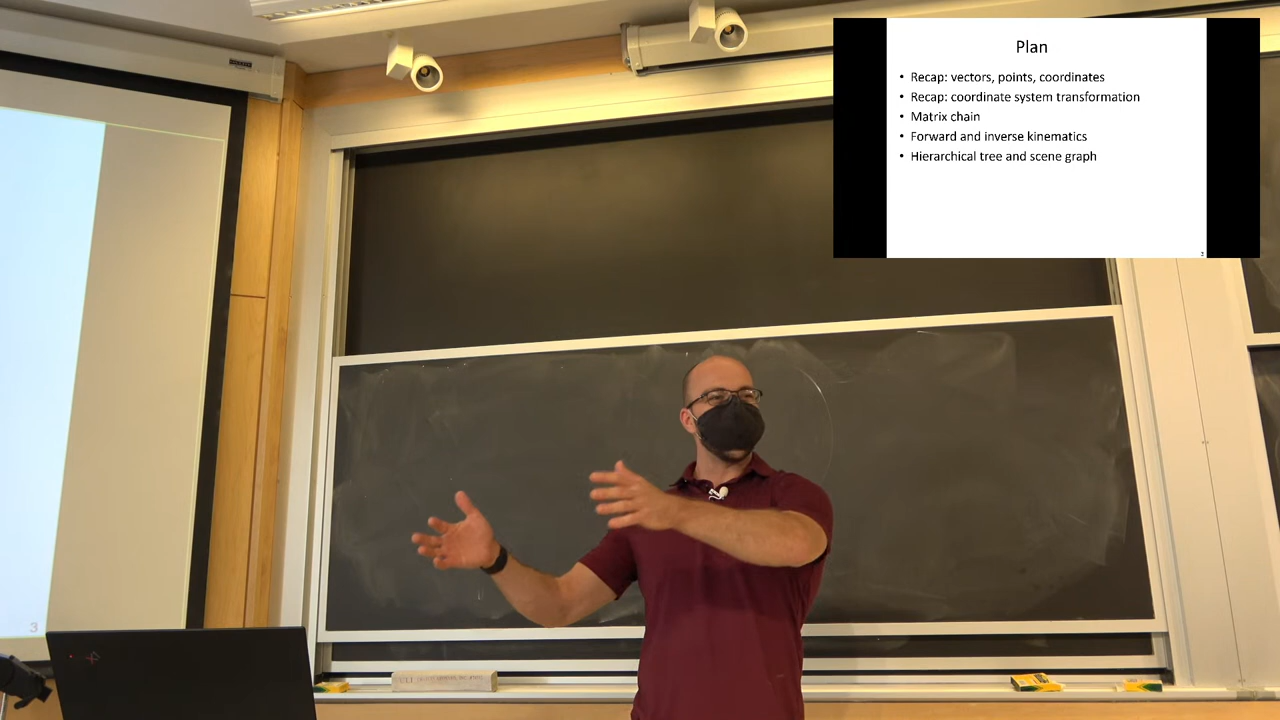 Plan
• Recap: vectors, points, coordinates
• Recap: coordinate system transformation
• Matrix chain
• Forward and inverse kinematics
• Hierarchical tree and scene graph
3